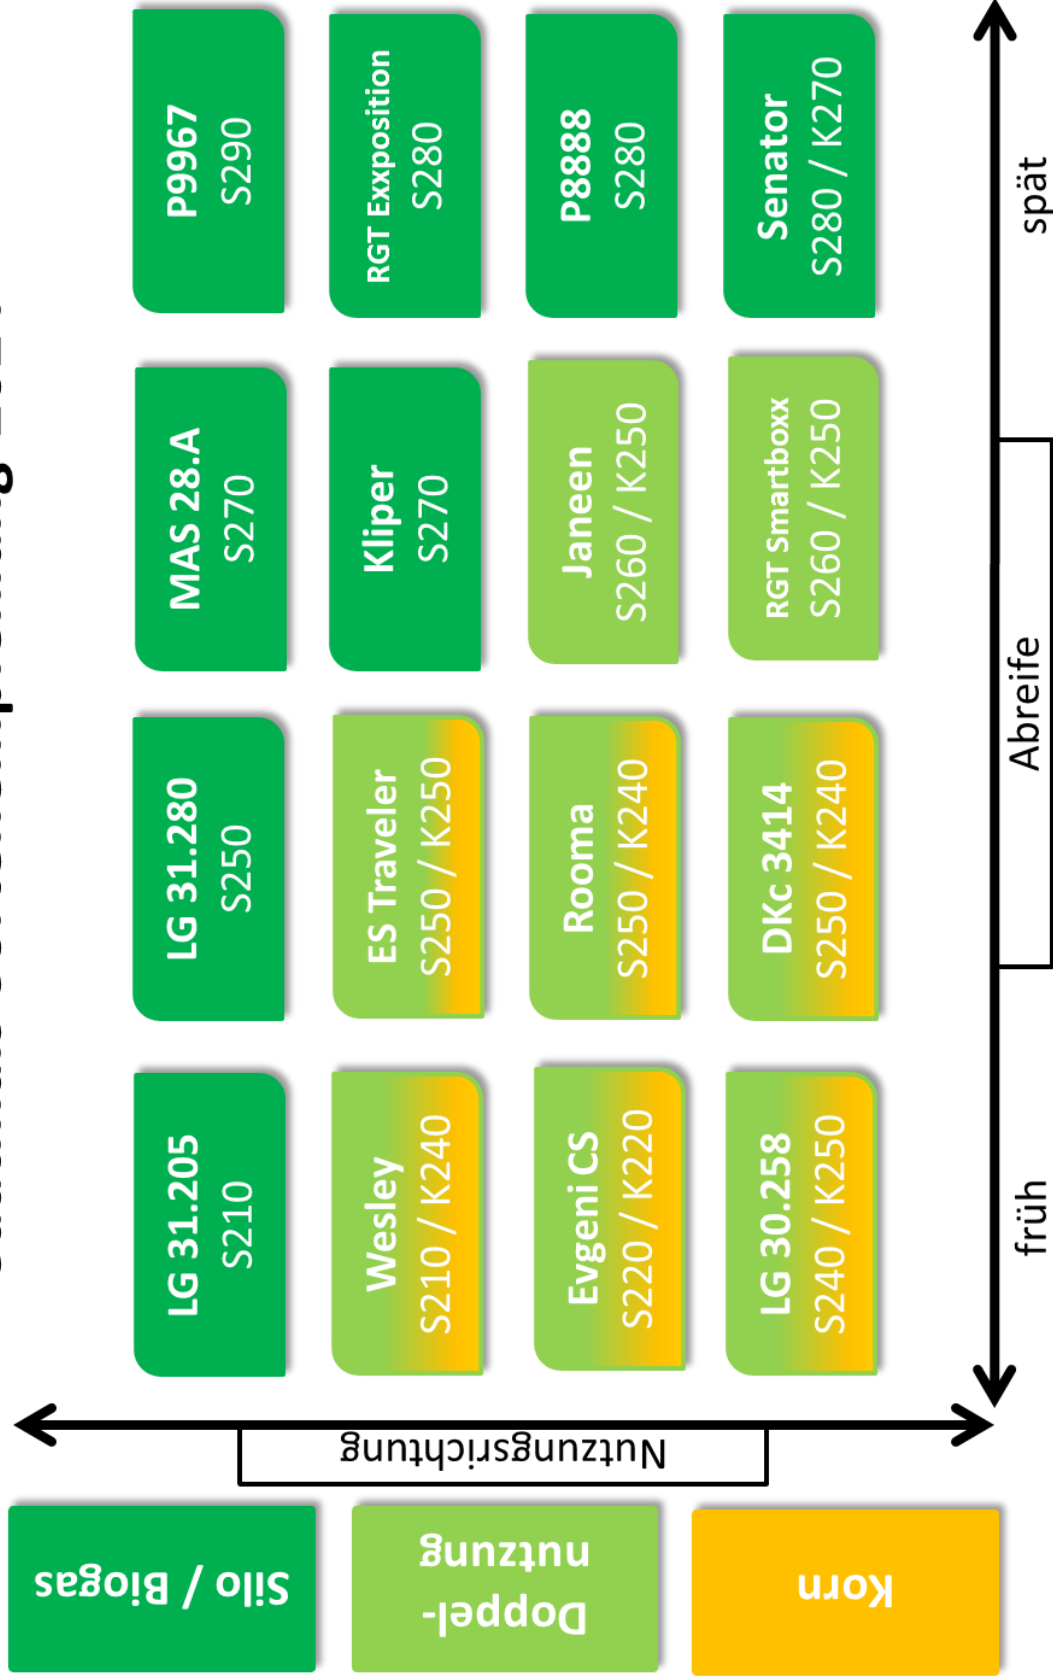 Silo / Biogas
Doppel-
nutzung
Korn
Nutzungsrichtung
LG 31.205
S210
LG 31.280
S250
MAS 28.A
S270
P9967
S290
Wesley
S210 / K240
ES Traveler
S250 / K250
Kliper
S270
RGT Exxposition
S280
Evgeni CS
S220 / K220
Rooma
S250 / K240
Janeen
S260 / K250
P8888
S280
LG 30.258
S240 / K250
DKc 3414
S250 / K240
RGT Smartboxx
S260 / K250
Senator
S280 / K270
früh
Abreife
spät